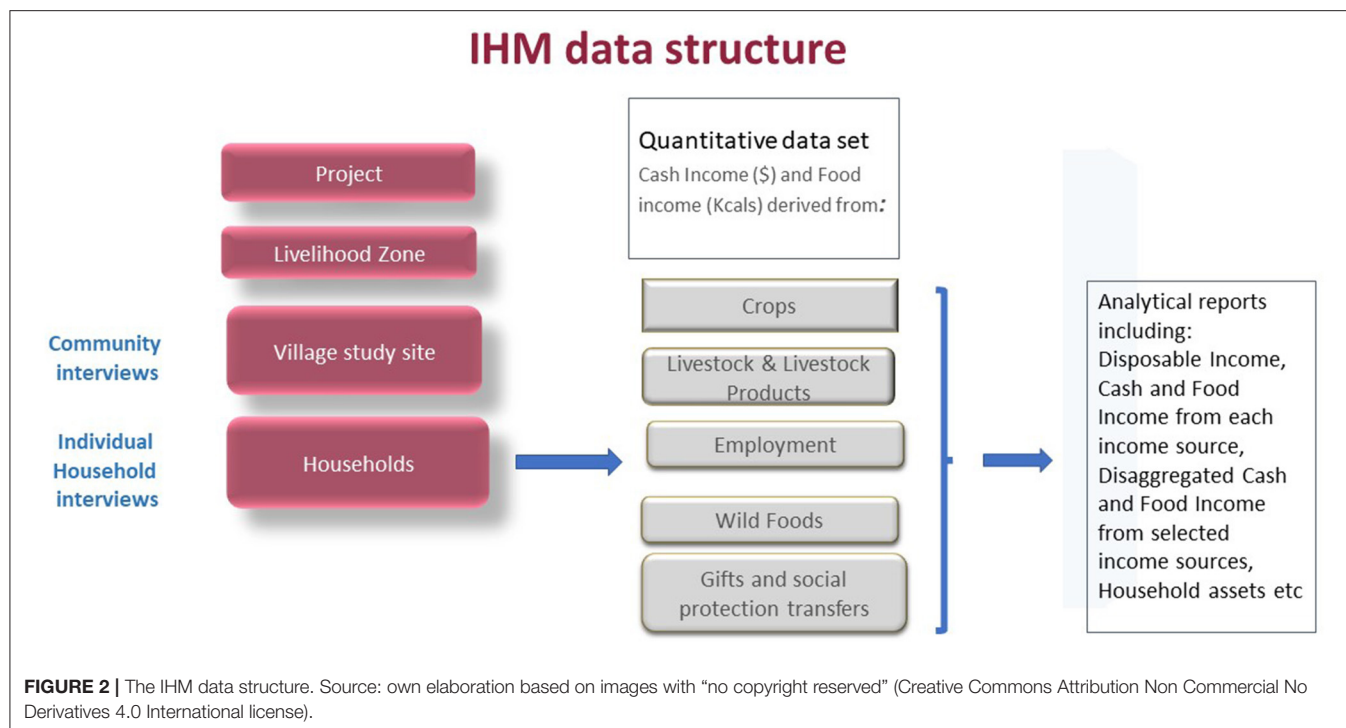 IHM data structure
Project
Livelihood Zone
Community
interviews
Village study site
Individual
Household
interviews
Households
Quantitative data set
Cash Income ($) and Food
income (Kcals) derived from:
Crops
Livestock & Livestock
Products
Employment
Wild Foods
Gifts and social
protection transfers
Analytical reports
including:
Disposable Income,
Cash and Food
Income from each
income source,
Disaggregated Cash
and Food Income
from selected
income sources,
Household assets etc
FIGURE 2 | The IHM data structure. Source: own elaboration based on images with “no copyright reserved” (Creative Commons Attribution Non Commercial No
Derivatives 4.0 International license).